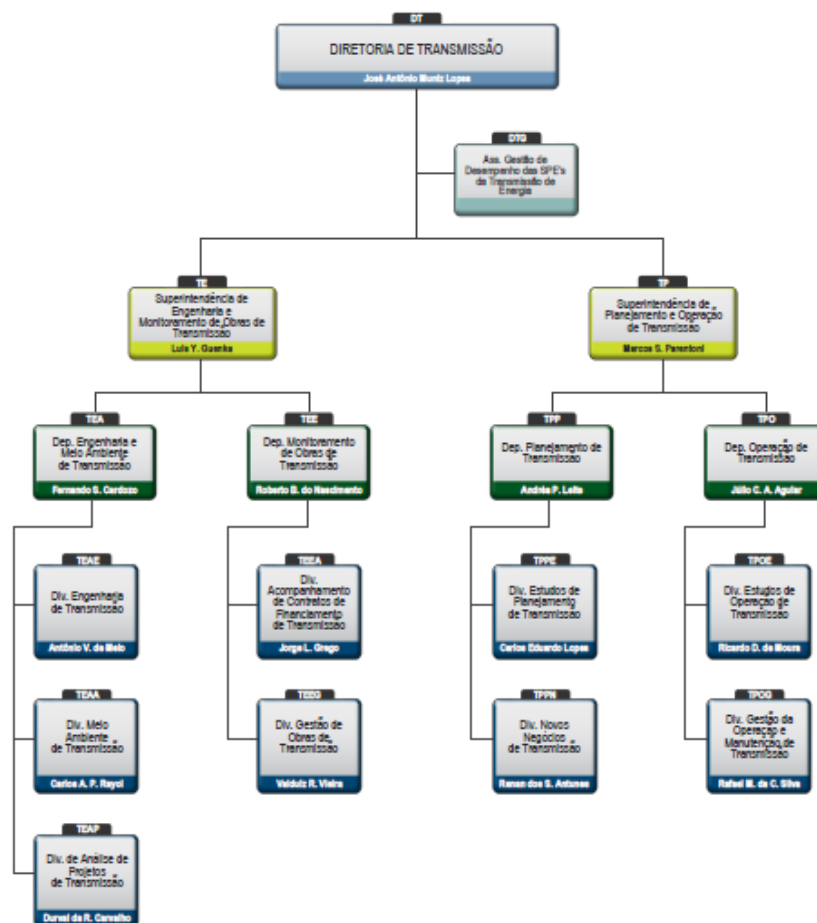 DT
DIRETORIA DE TRANSMISSÃO
José Antônio Muniz Lopes
DTG
Ass. Gestão de
Desempenho das SPE's
da Transmissão de
Energia
TE
Superintendência de
Engenharia e
Monitoramento de Obras de
Transmissão
Luis Y.
TP
Superintendência de
Planejamento e Operação
de Transmissão
Marcos S. Parentoni
TEA
Dep. Engenharia e
Meio Ambiente
de Transmissão
Fernando S. Cardozo
TEE
Dep. Monitoramento
de Obras de
Transmissão
Roberto B. do Nascimento
TPP
Dep. Planejamento de
Transmissão
Andréa P. Leite
TPO
Dep. Operação de
Transmissão
Júlio C. A. Aguiar
TEAE
Div. Engenharia
de Transmissão
Antônio V. de Melo
TEEA
Div.
Acompanhamento
de Contratos de
Financiamento
de Transmissão
Jorge L. Grego
TPPE
Div. Estudos de
Planejamento
de Transmissão
Carlos Eduardo Lopes
TPOE
Div. Estudos de
Operação de
Transmissão
Ricardo D. de Moura
TEAA
Div. Meio
Ambiente
de Transmissão
Carlos A. P. Rayol
TEEG
Div. Gestão de
Obras de
Transmissão
Valdulz R. Vieira
TPPN
Div. Novos
Negócios
de Transmissão
Renan dos S. Antunes
TPOG
Div. Gestão da
Operação e
Manutenção de
Transmissão
Rafael M. da C. Silva
TEAP
Div. de Análise de
Projetos
de Transmissão
Durval da R. Carvalho